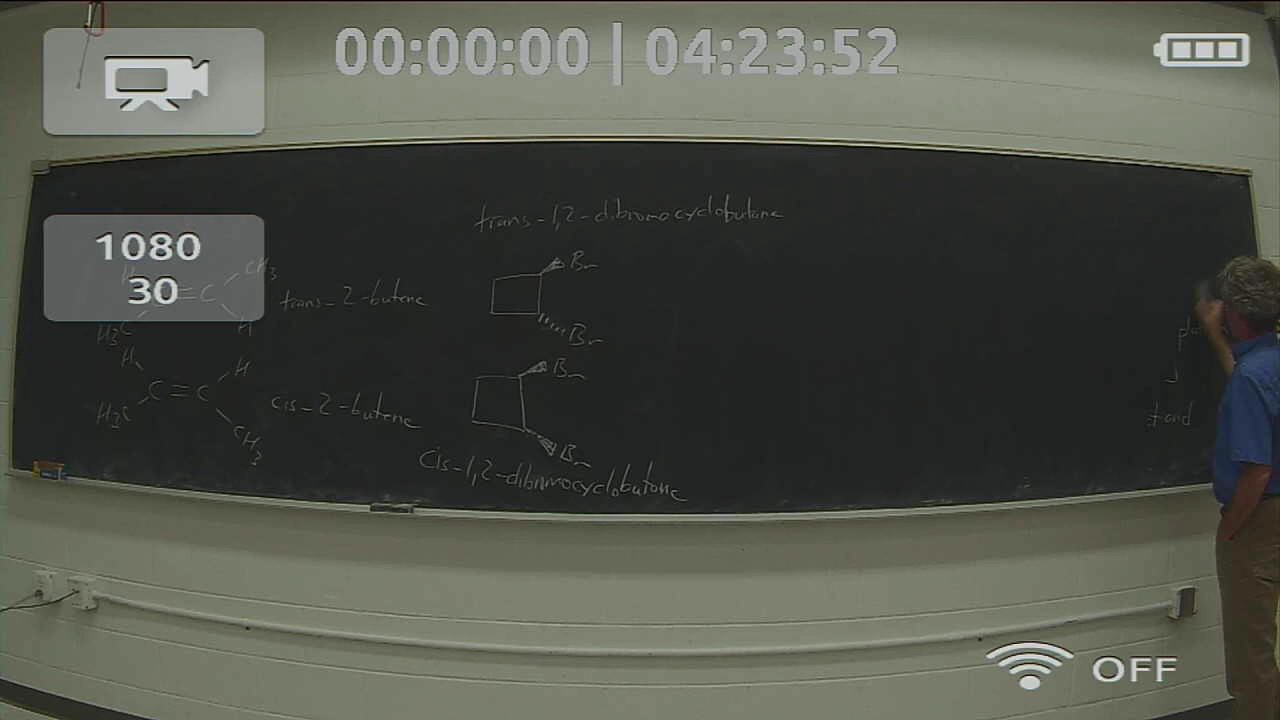 00:00:00 | 04:23:52
1080
30
trans-1,2-dibromocyclobutane
H
CH3
C
H3C
H
trans-2-butene
Br
Br
H
H
C=C
H3C
CH3
cis-2-butene
Br
Br
cis-1,2-dibromocyclobutane
OFF